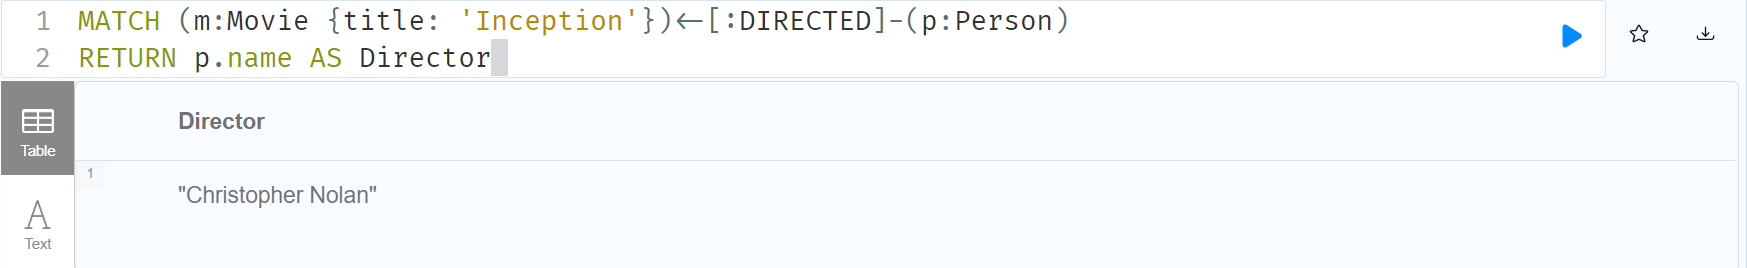 1 MATCH (m:Movie {title: 'Inception'})<-[:DIRECTED]-(p:Person)
2 RETURN p.name AS Director
Table
Director
1
"Christopher Nolan"
A
Text